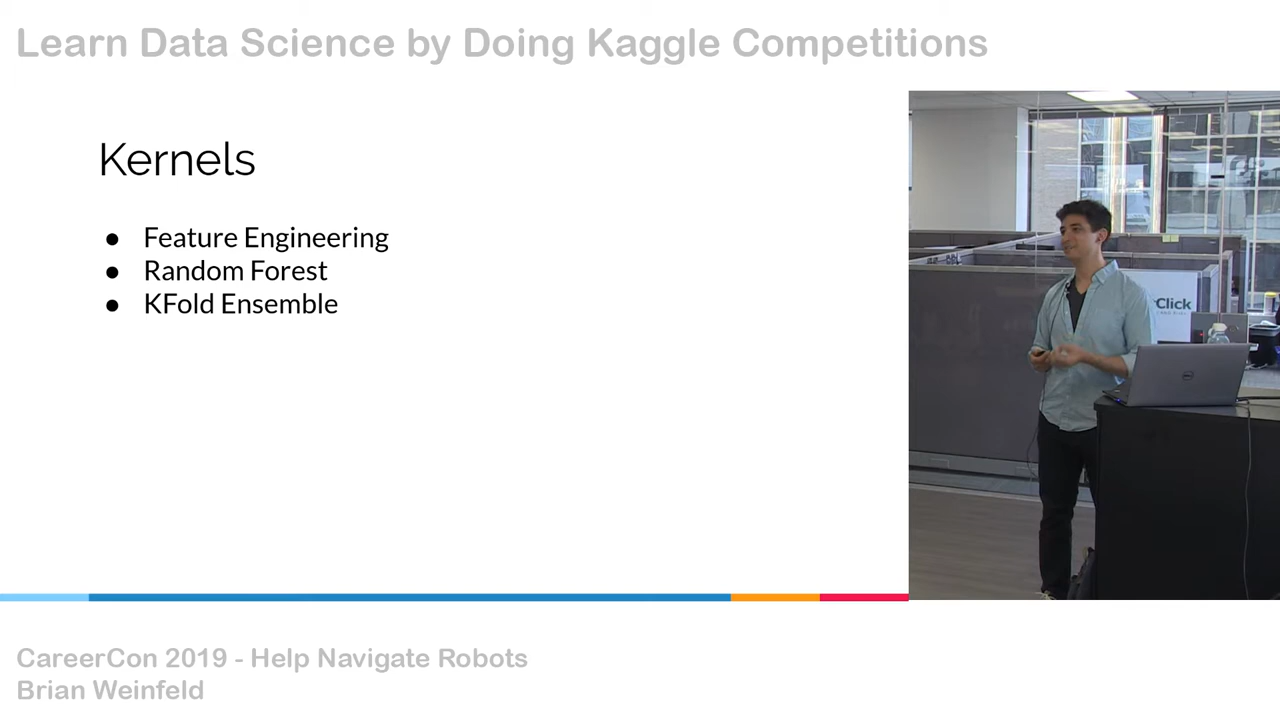 Learn Data Science by Doing Kaggle Competitions
Kernels
● Feature Engineering
● Random Forest
● KFold Ensemble
Click
CareerCon 2019 - Help Navigate Robots
Brian Weinfeld